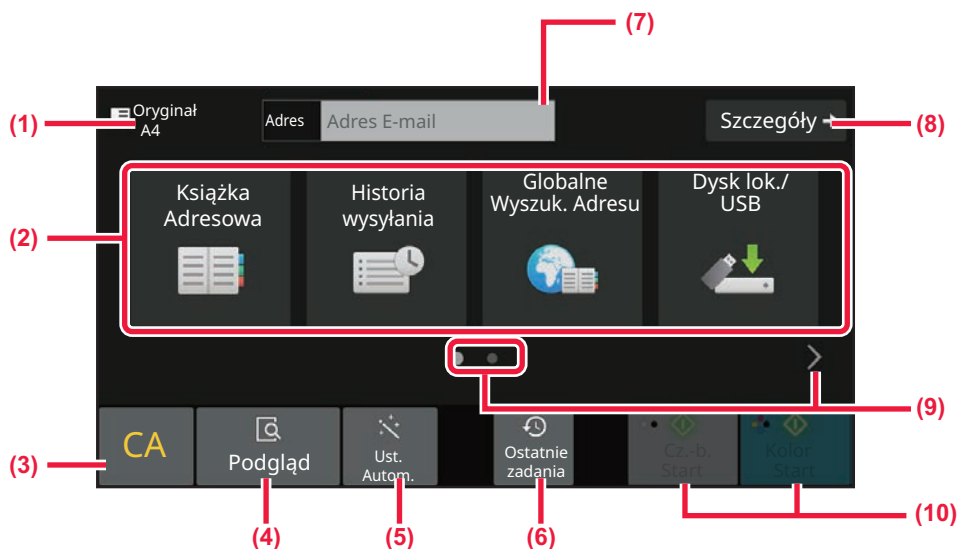 (7)
Oryginał
A4
Adres
Adres E-mail
Szczegóły
(1)
(8)
Książka
Adresowa
Historia
wysyłania
Globalne
Wyszuk. Adresu
Dysk lok./
USB
(2)
(9)
CA
Podgląd
Ust.
Autom.
Ostatnie
zadania
Cz.-b.
Start
Kolor
Start
(3)
(4)
(5)
(6)
(10)